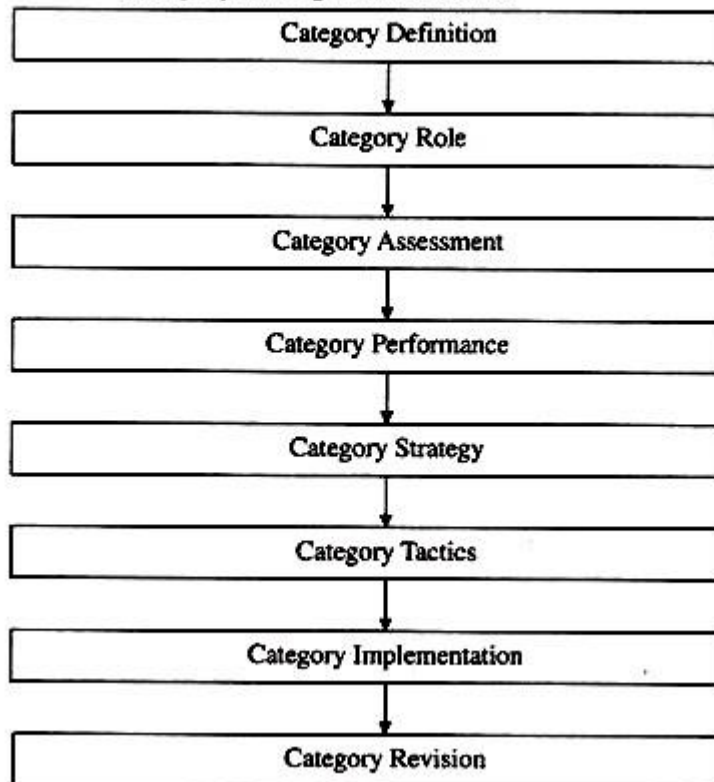 Category Definition
Category Role
Category Assessment
Category Performance
Category Strategy
Category Tactics
Category Implementation
Category Revision